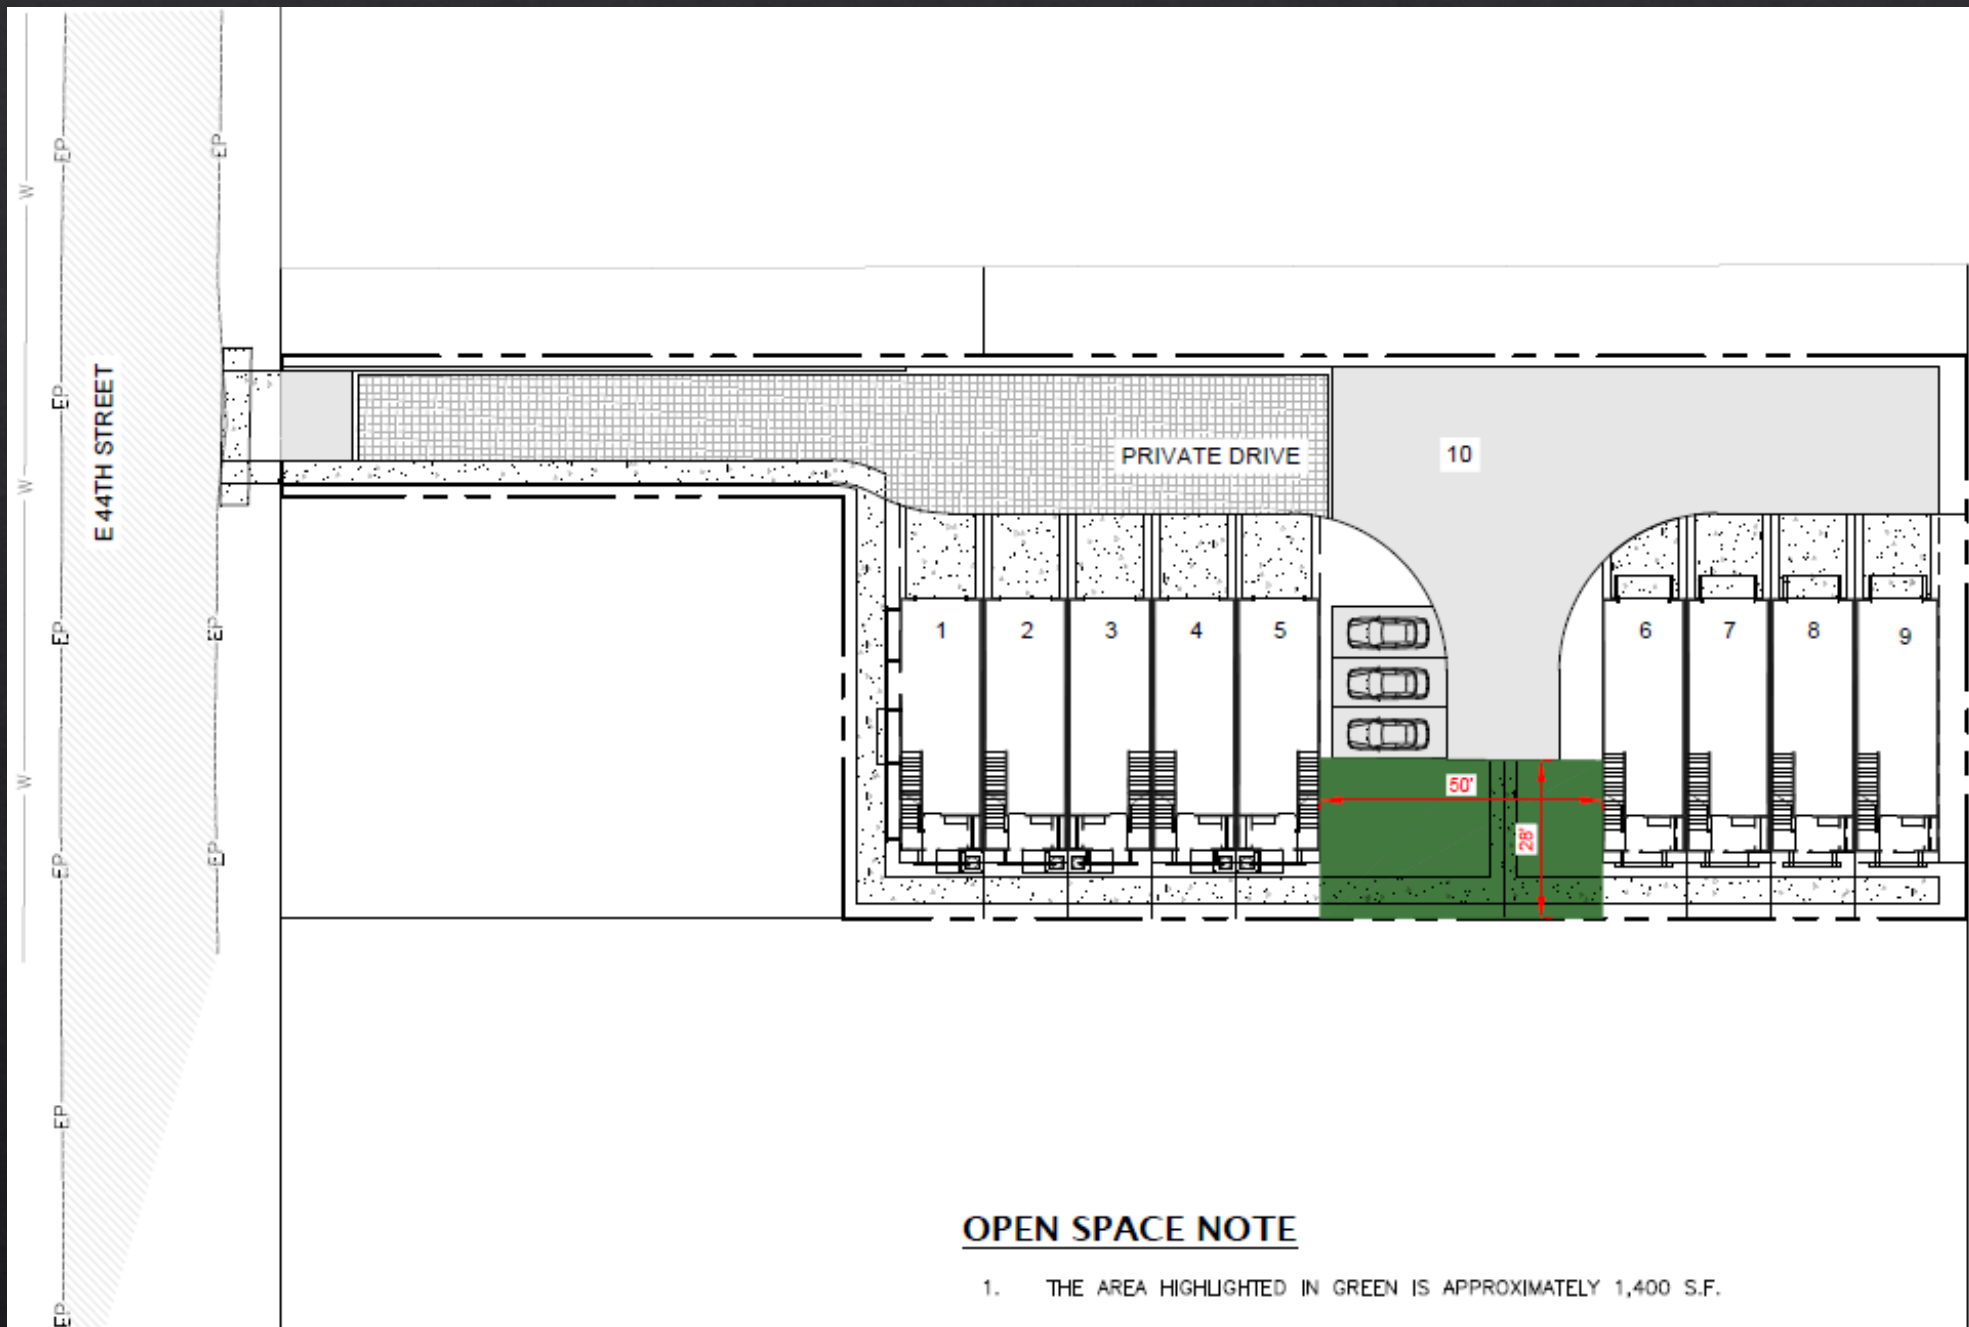 EP
EP
W
E 44TH STREET
EP
W
PRIVATE DRIVE
10
EP
EP
1
2
3
4
5
6
7
8
9
W
50'
28'
EP
EP
EP
EP
OPEN SPACE NOTE
1. THE AREA HIGHLIGHTED IN GREEN IS APPROXIMATELY 1,400 S.F.